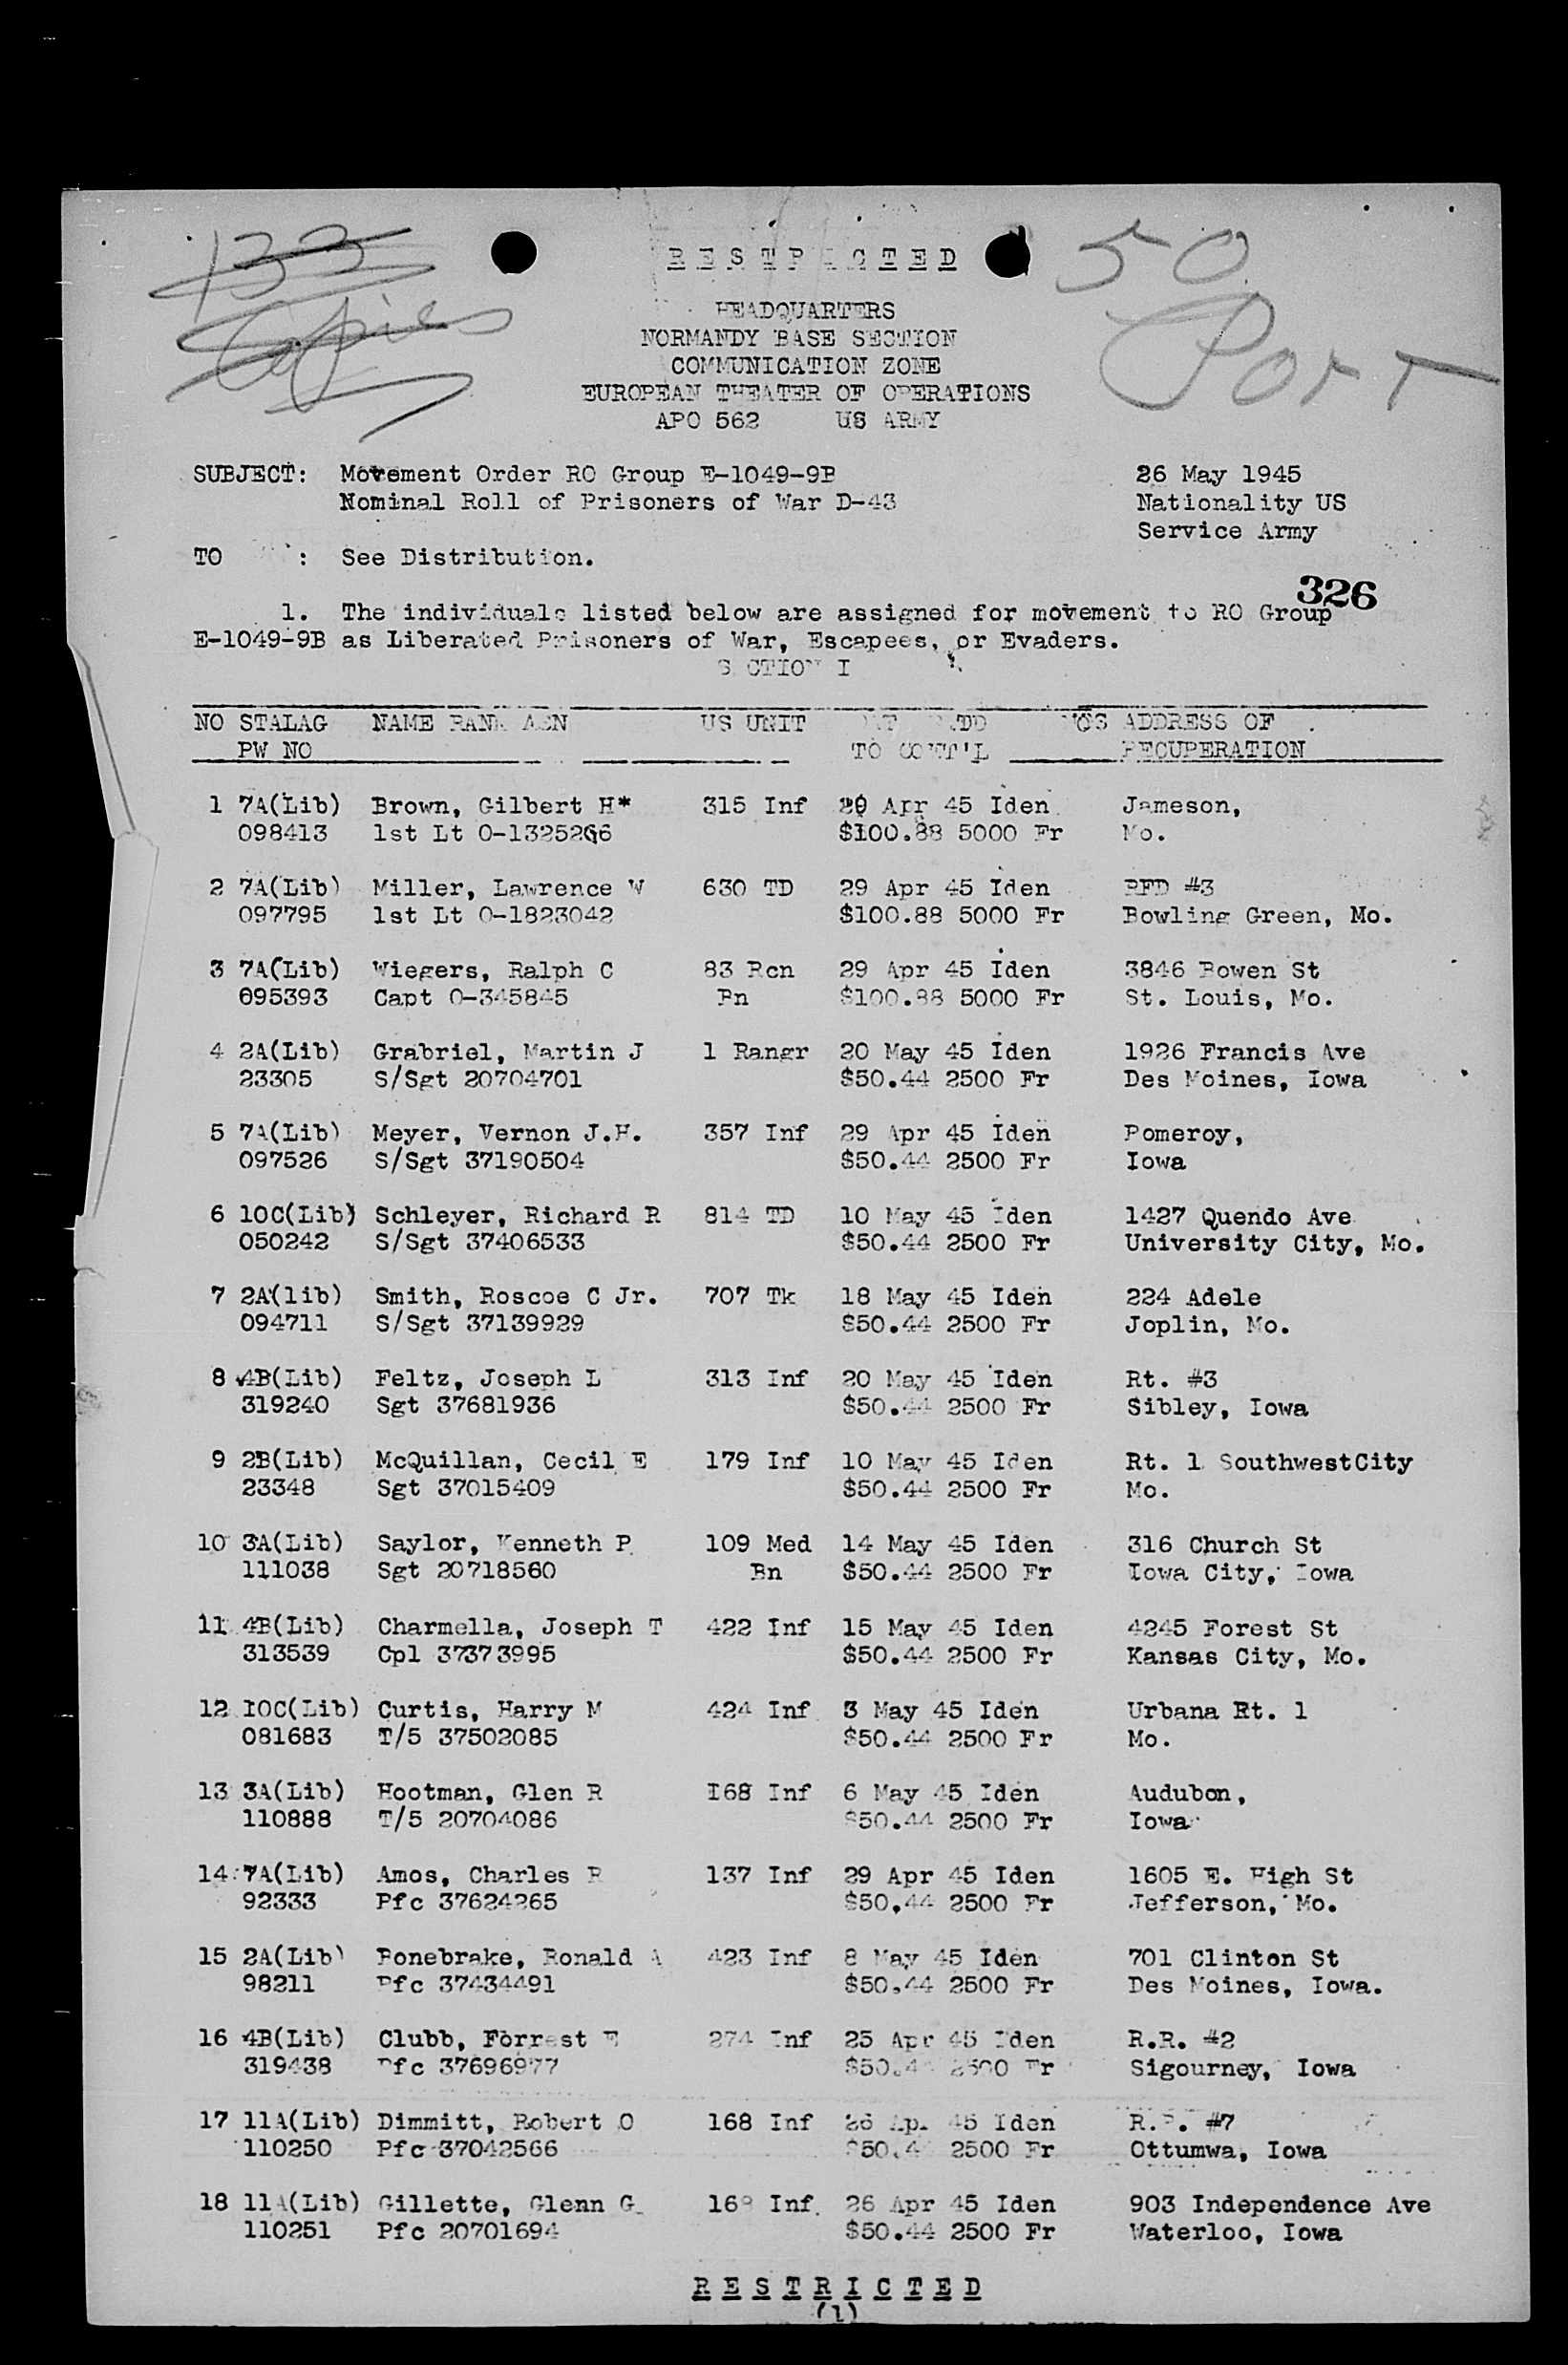 133
Copies
50
Port
RESTRICTED
HEADQUARTERS
NORMANDY BASE SECTION
COMMUNICATION ZONE
EUROPEAN THEATER OF OPERATIONS
APO 562 US ARMY
SUBJECT: Movement Order RO Group E-1049-9B 26 May 1945
Nominal Roll of Prisoners of War D-43 Nationality US
Service Army
TO : See Distribution.
326
1. The individuals listed below are assigned for movement to RO Group
E-1049-9B as Liberated Prisoners of War, Escapees, or Evaders.
SECTION I
NO STALAG NAME RANK ASN US UNIT ADDRESS OF
PW NO TO CONT'L RECUPERATION
1 7A(Lib) Brown, Gilbert H* 315 Inf Apr 45 Iden Jameson,
098413 1st Lt $100.88 5000 Fr Mo.
2 7A(Lib) Miller, Lawrence W 630 TD 29 Apr 45 Iden RFD #3
097795 1st Lt O-1823042 $100.88 5000 Fr Bowling Green, Mo.
3 7A(Lib) Wiegers, Ralph C 83 Rcn 29 Apr 45 Iden 3846 Bowen St
095393 Capt O-345845 Bn $100.88 5000 Fr St. Louis, Mo.
4 2A(Lib) Grabriel, Martin J 1 Rangr 20 May 45 Iden 1926 Francis Ave
23305 S/Sgt 20704701 $50.44 2500 Fr Des Moines, Iowa
5 7A(Lib) Meyer, Vernon J.H. 357 Inf 29 Apr 45 Iden Pomeroy,
097526 S/Sgt 37190504 $50.44 2500 Fr Iowa
6 10C(Lib) Schleyer, Richard R 814 TD 10 May 45 Iden 1427 Quendo Ave
050242 S/Sgt 37406533 $50.44 2500 Fr University City, Mo.
7 2A(lib) Smith, Roscoe C Jr. 707 Tk 18 May 45 Iden 224 Adele
094711 S/Sgt 37139929 $50.44 2500 Fr Joplin, Mo.
8 4B(Lib) Feltz, Joseph L 313 Inf 20 May 45 Iden Rt. #3
319240 Sgt 37681936 $50.44 2500 Fr Sibley, Iowa
9 2B(Lib) McQuillan, Cecil E 179 Inf 10 May 45 Iden Rt. 1 SouthwestCity
23348 Sgt 37015409 $50.44 2500 Fr Mo.
10 3A(Lib) Saylor, Kenneth P 109 Med 14 May 45 Iden 316 Church St
111038 Sgt 20718560 Bn $50.44 2500 Fr Iowa City, Iowa
11 4B(Lib) Charmella, Joseph T 422 Inf 15 May 45 Iden 4245 Forest St
313539 Cpl 37373995 $50.44 2500 Fr Kansas City, Mo.
12 10C(Lib) Curtis, Harry M 424 Inf 3 May 45 Iden Urbana Rt. 1
081683 T/5 37502085 $50.44 2500 Fr Mo.
13 3A(Lib) Hootman, Glen R 168 Inf 6 May 45 Iden Audubon,
110888 T/5 20704086 $50.44 2500 Fr Iowa
14 7A(Lib) Amos, Charles R 137 Inf 29 Apr 45 Iden 1605 E. High St
92333 Pfc 37624265 $50.44 2500 Fr Jefferson, Mo.
15 2A(Lib) Bonebrake, Ronald A 423 Inf 8 May 45 Iden 701 Clinton St
98211 Pfc 37434491 $50.44 2500 Fr Des Moines, Iowa.
16 4B(Lib) Clubb, Forrest E 274 Inf 25 Apr 45 Iden R.R. #2
319438 Pfc 37696977 $50.44 2500 Fr Sigourney, Iowa
17 11A(Lib) Dimmitt, Robert O 168 Inf 26 Apr 45 Iden R.R. #7
110250 Pfc 37042566 $50.44 2500 Fr Ottumwa, Iowa
18 11A(Lib) Gillette, Glenn G 168 Inf. 26 Apr 45 Iden 903 Independence Ave
110251 Pfc 20701694 $50.44 2500 Fr Waterloo, Iowa
RESTRICTED
(1)